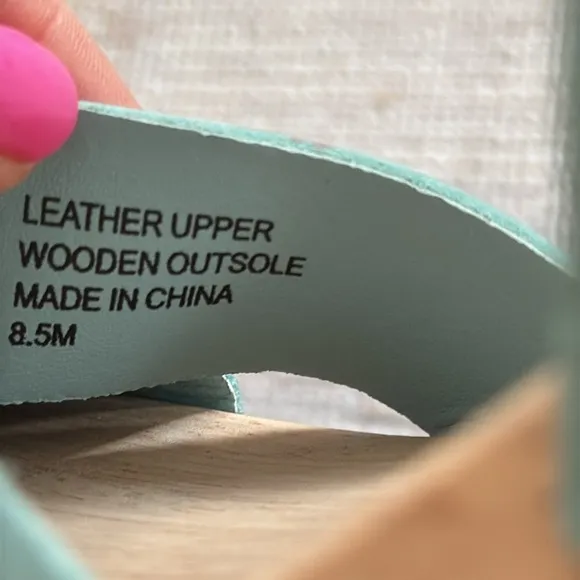 LEATHER UPPER
WOODEN OUTSOLE
MADE IN CHINA
8.5M